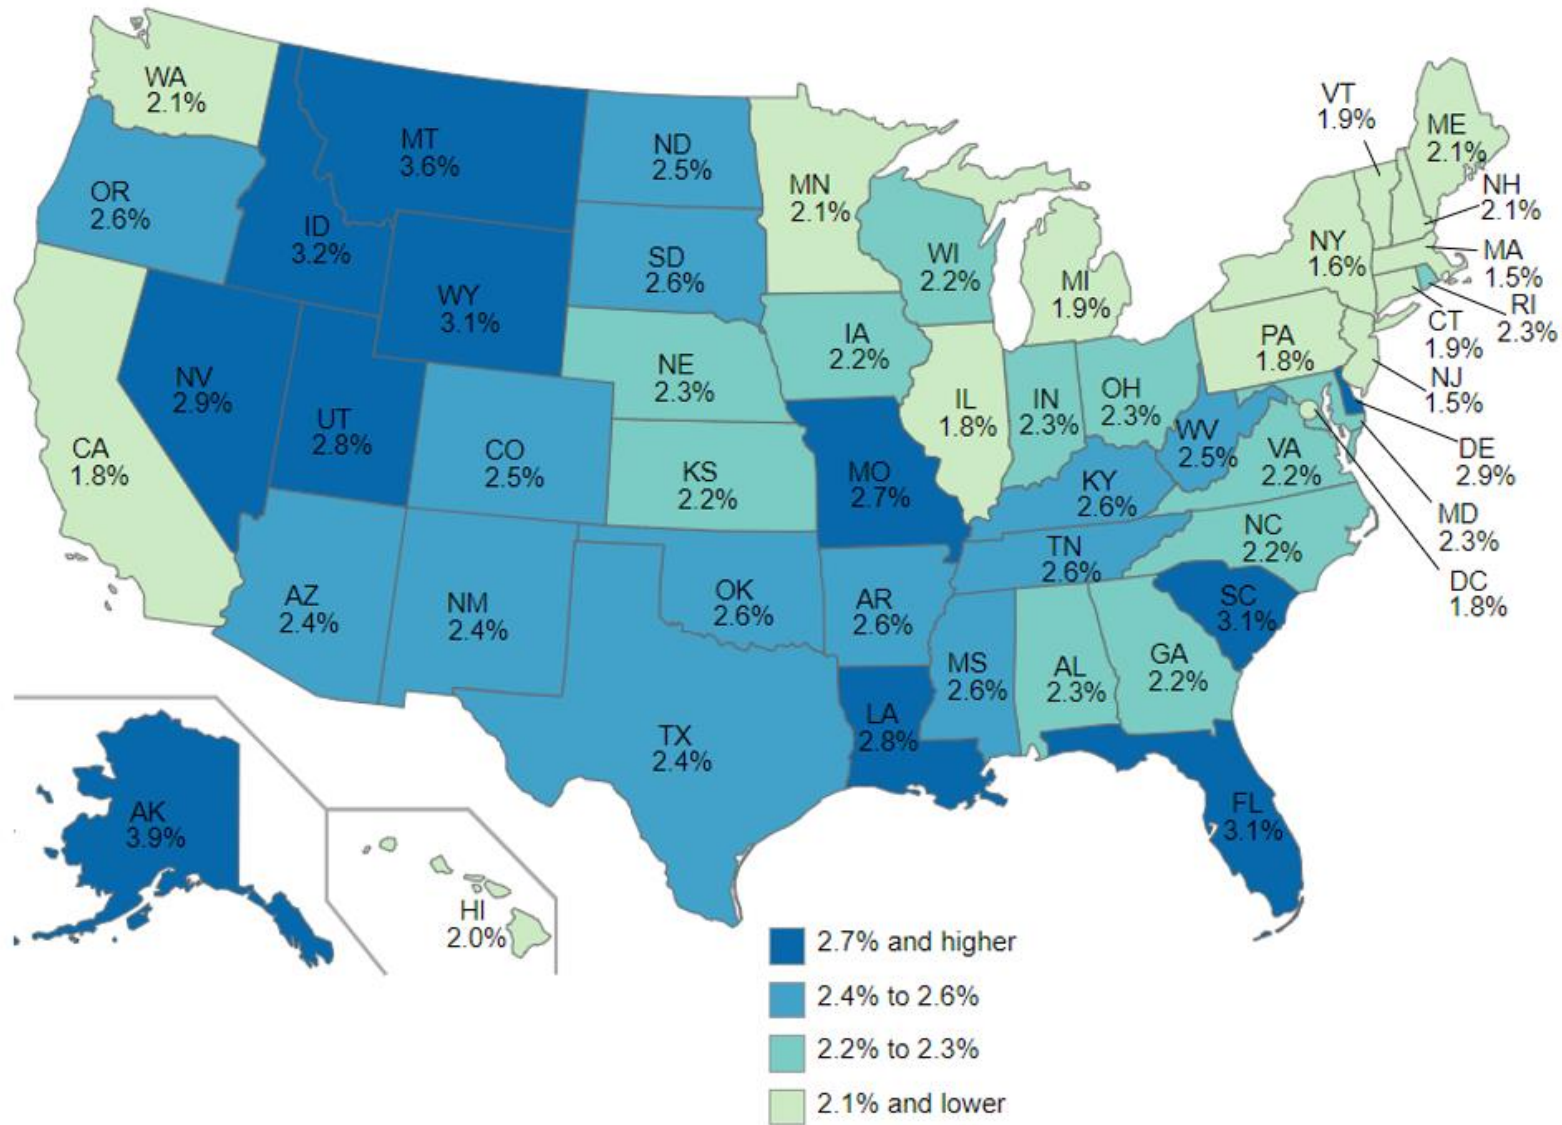 WA
2.1%
OR
2.6%
CA
1.8%
NV
2.9%
ID
3.2%
MT
3.6%
WY
3.1%
UT
2.8%
AZ
2.4%
CO
2.5%
NM
2.4%
ND
2.5%
SD
2.6%
NE
2.3%
KS
2.2%
OK
2.6%
TX
2.4%
MN
2.1%
IA
2.2%
MO
2.7%
AR
2.6%
LA
2.8%
WI
2.2%
IL
1.8%
MI
1.9%
IN
2.3%
OH
2.3%
KY
2.6%
TN
2.6%
MS
2.6%
AL
2.3%
GA
2.2%
FL
3.1%
SC
3.1%
NC
2.2%
VA
2.2%
WV
2.5%
PA
1.8%
NY
1.6%
VT
1.9%
ME
2.1%
NH
2.1%
MA
1.5%
RI
2.3%
CT
1.9%
NJ
1.5%
DE
2.9%
MD
2.3%
DC
1.8%
AK
3.9%
HI
2.0%
2.7% and higher
2.4% to 2.6%
2.2% to 2.3%
2.1% and lower